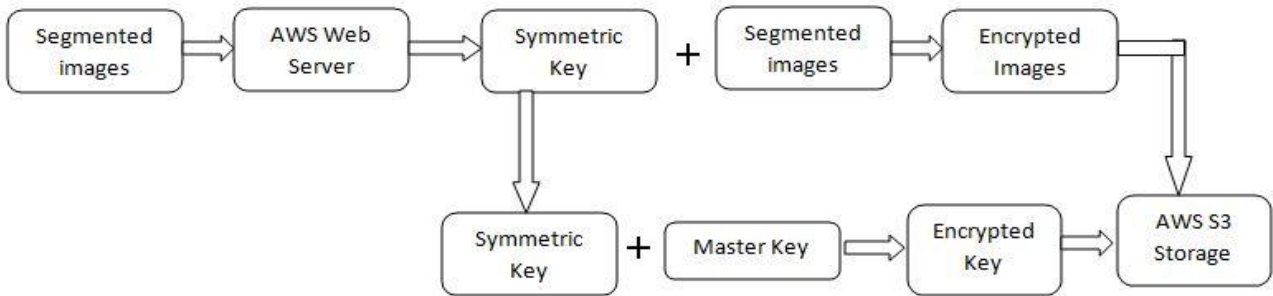 Segmented
images
AWS Web
Server
Symmetric
Key
+
Segmented
images
Encrypted
Images
Symmetric
Key
+
Master Key
Encrypted
Key
AWS S3
Storage